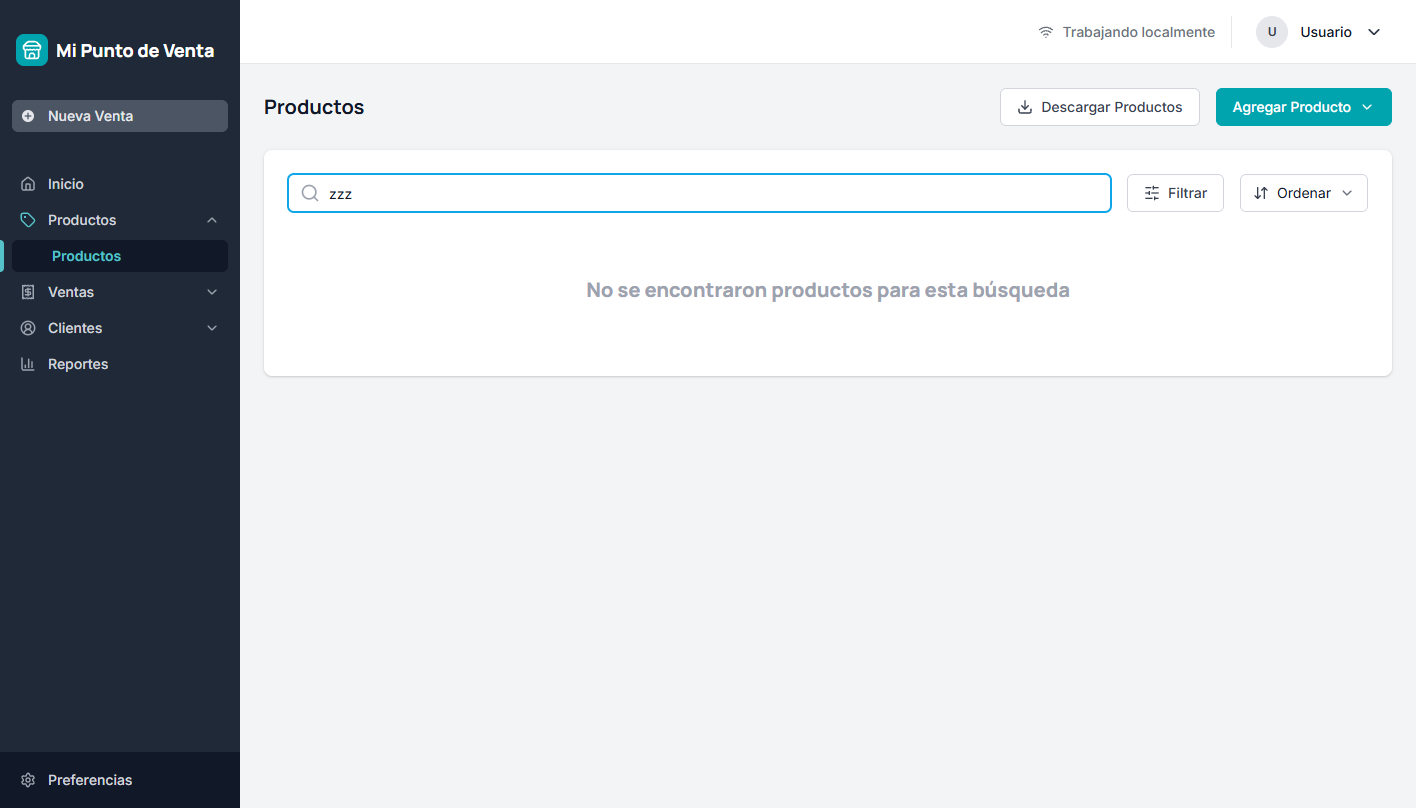 Mi Punto de Venta
Trabajando localmente
U
Usuario
Nueva Venta
Productos
Descargar Productos
Agregar Producto
Inicio
Productos
Productos
Ventas
Clientes
Reportes
zzz
Filtrar
Ordenar
No se encontraron productos para esta búsqueda
Preferencias